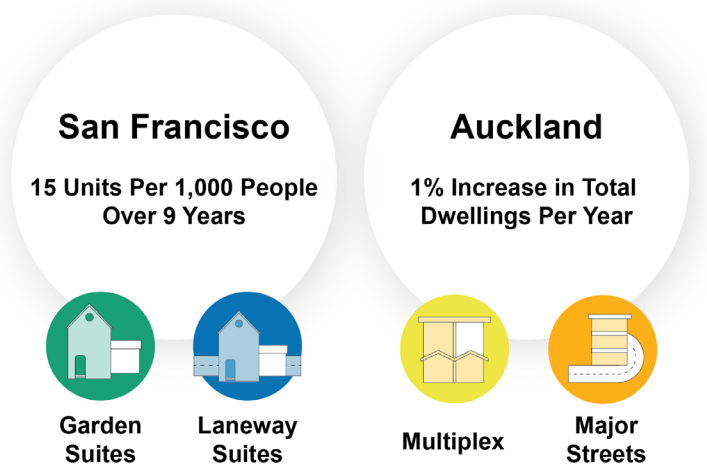 San Francisco
15 Units Per 1,000 People
Over 9 Years
Auckland
1% Increase in Total
Dwellings Per Year
Garden
Suites
Laneway
Suites
Multiplex
Major
Streets